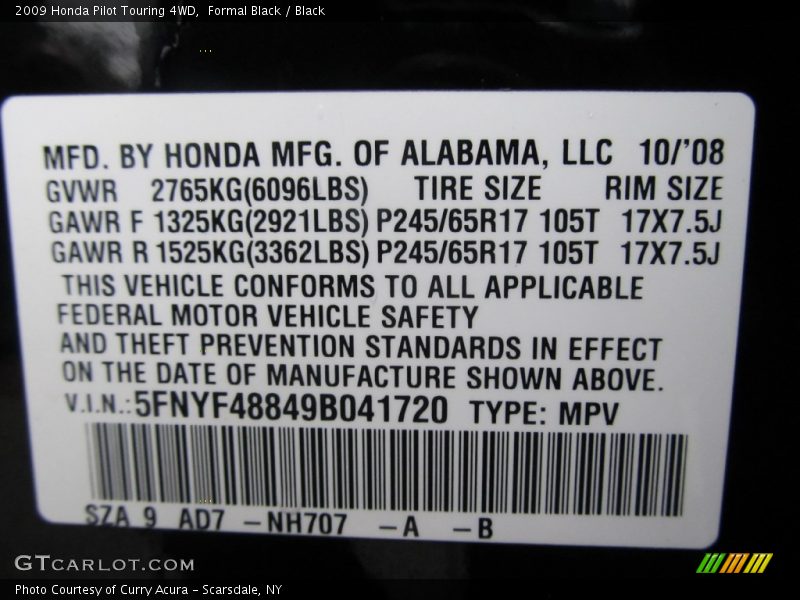 2009 Honda Pilot Touring 4WD,  Formal Black / Black
MFD. BY HONDA MFG. OF ALABAMA, LLC 10/'08
GVWR 2765KG(6096LBS) TIRE SIZE RIM SIZE
GAWR F 1325KG(2921LBS) P245/65R17 105T 17X7.5J
GAWR R 1525KG(3362LBS) P245/65R17 105T 17X7.5J
THIS VEHICLE CONFORMS TO ALL APPLICABLE
FEDERAL MOTOR VEHICLE SAFETY
AND THEFT PREVENTION STANDARDS IN EFFECT
ON THE DATE OF MANUFACTURE SHOWN ABOVE.
V.I.N.:5FNYF48849B041720 TYPE: MPV
SZA 9 AD7 –NH707 –A –B
GTCARLOT.COM
Photo Courtesy of Curry Acura – Scarsdale, NY